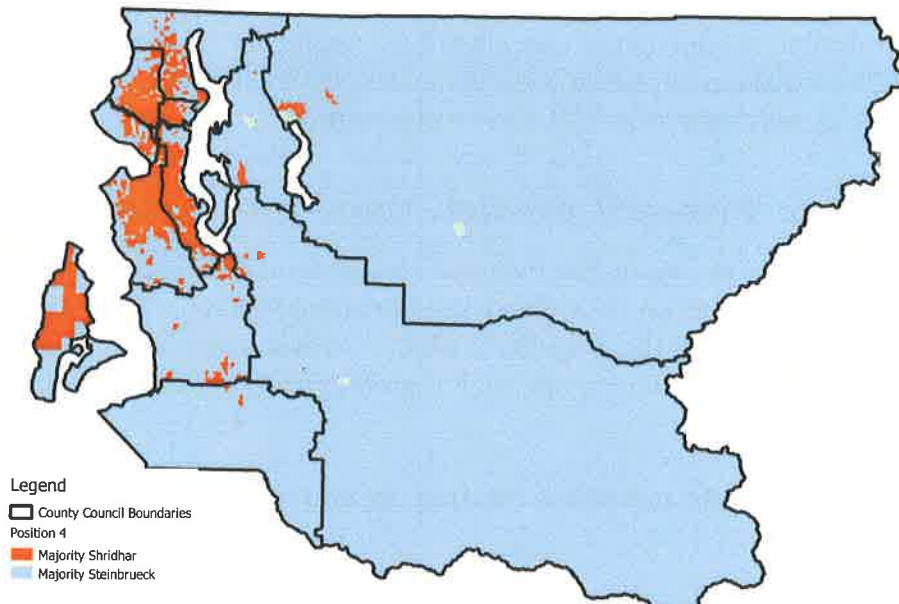 Legend
County Council Boundaries
Position 4
Majority Shridhar
Majority Steinbrueck